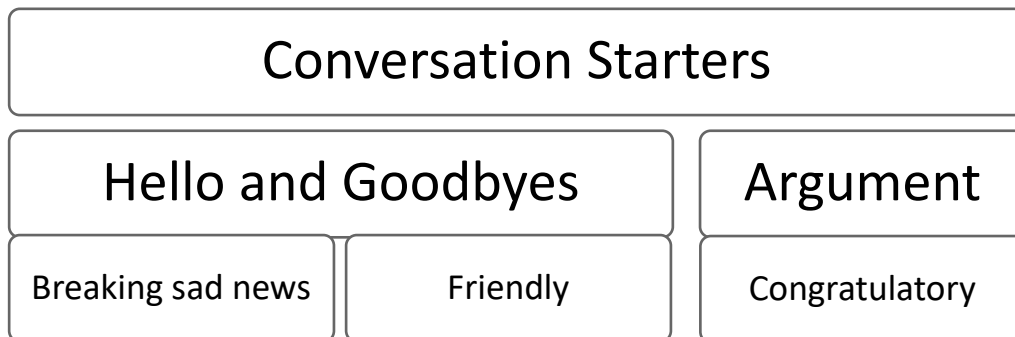 Conversation Starters
Hello and Goodbyes
Argument
Breaking sad news
Friendly
Congratulatory